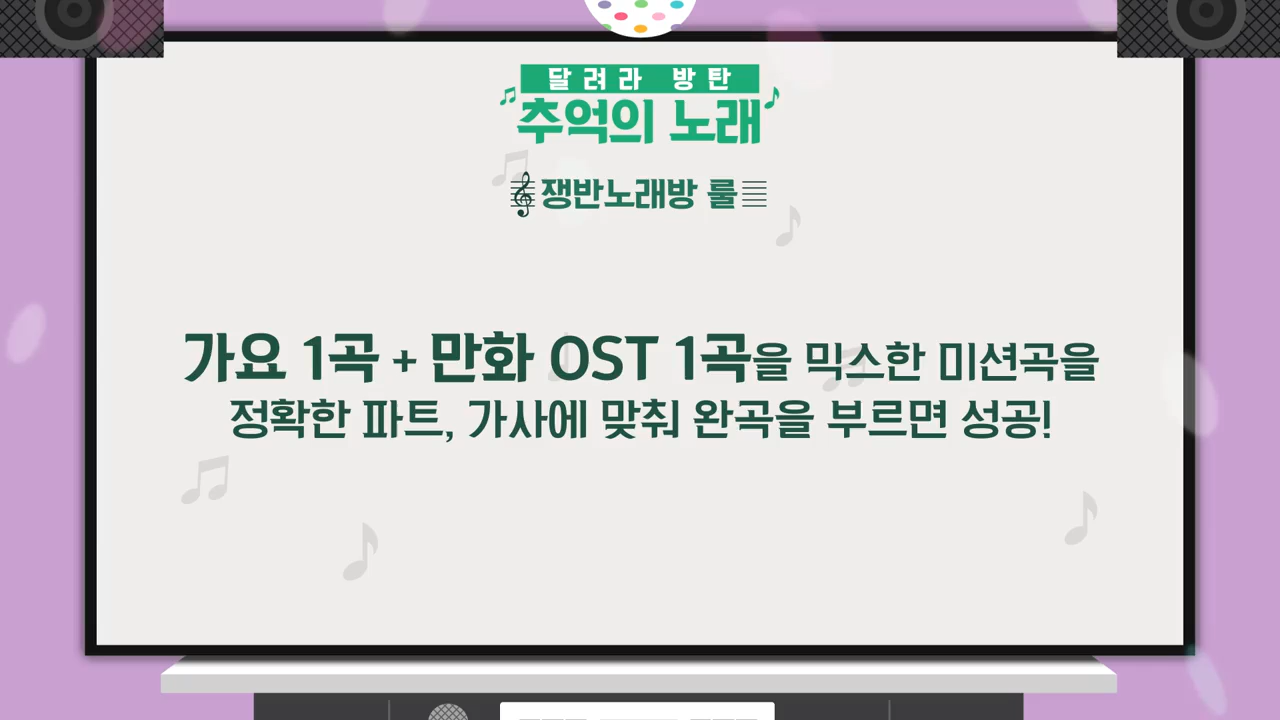 달려라 방탄
추억의 노래
쟁반노래방 룰
가요 1곡 + 만화 OST 1곡을 믹스한 미션곡을
정확한 파트, 가사에 맞춰 완곡을 부르면 성공!